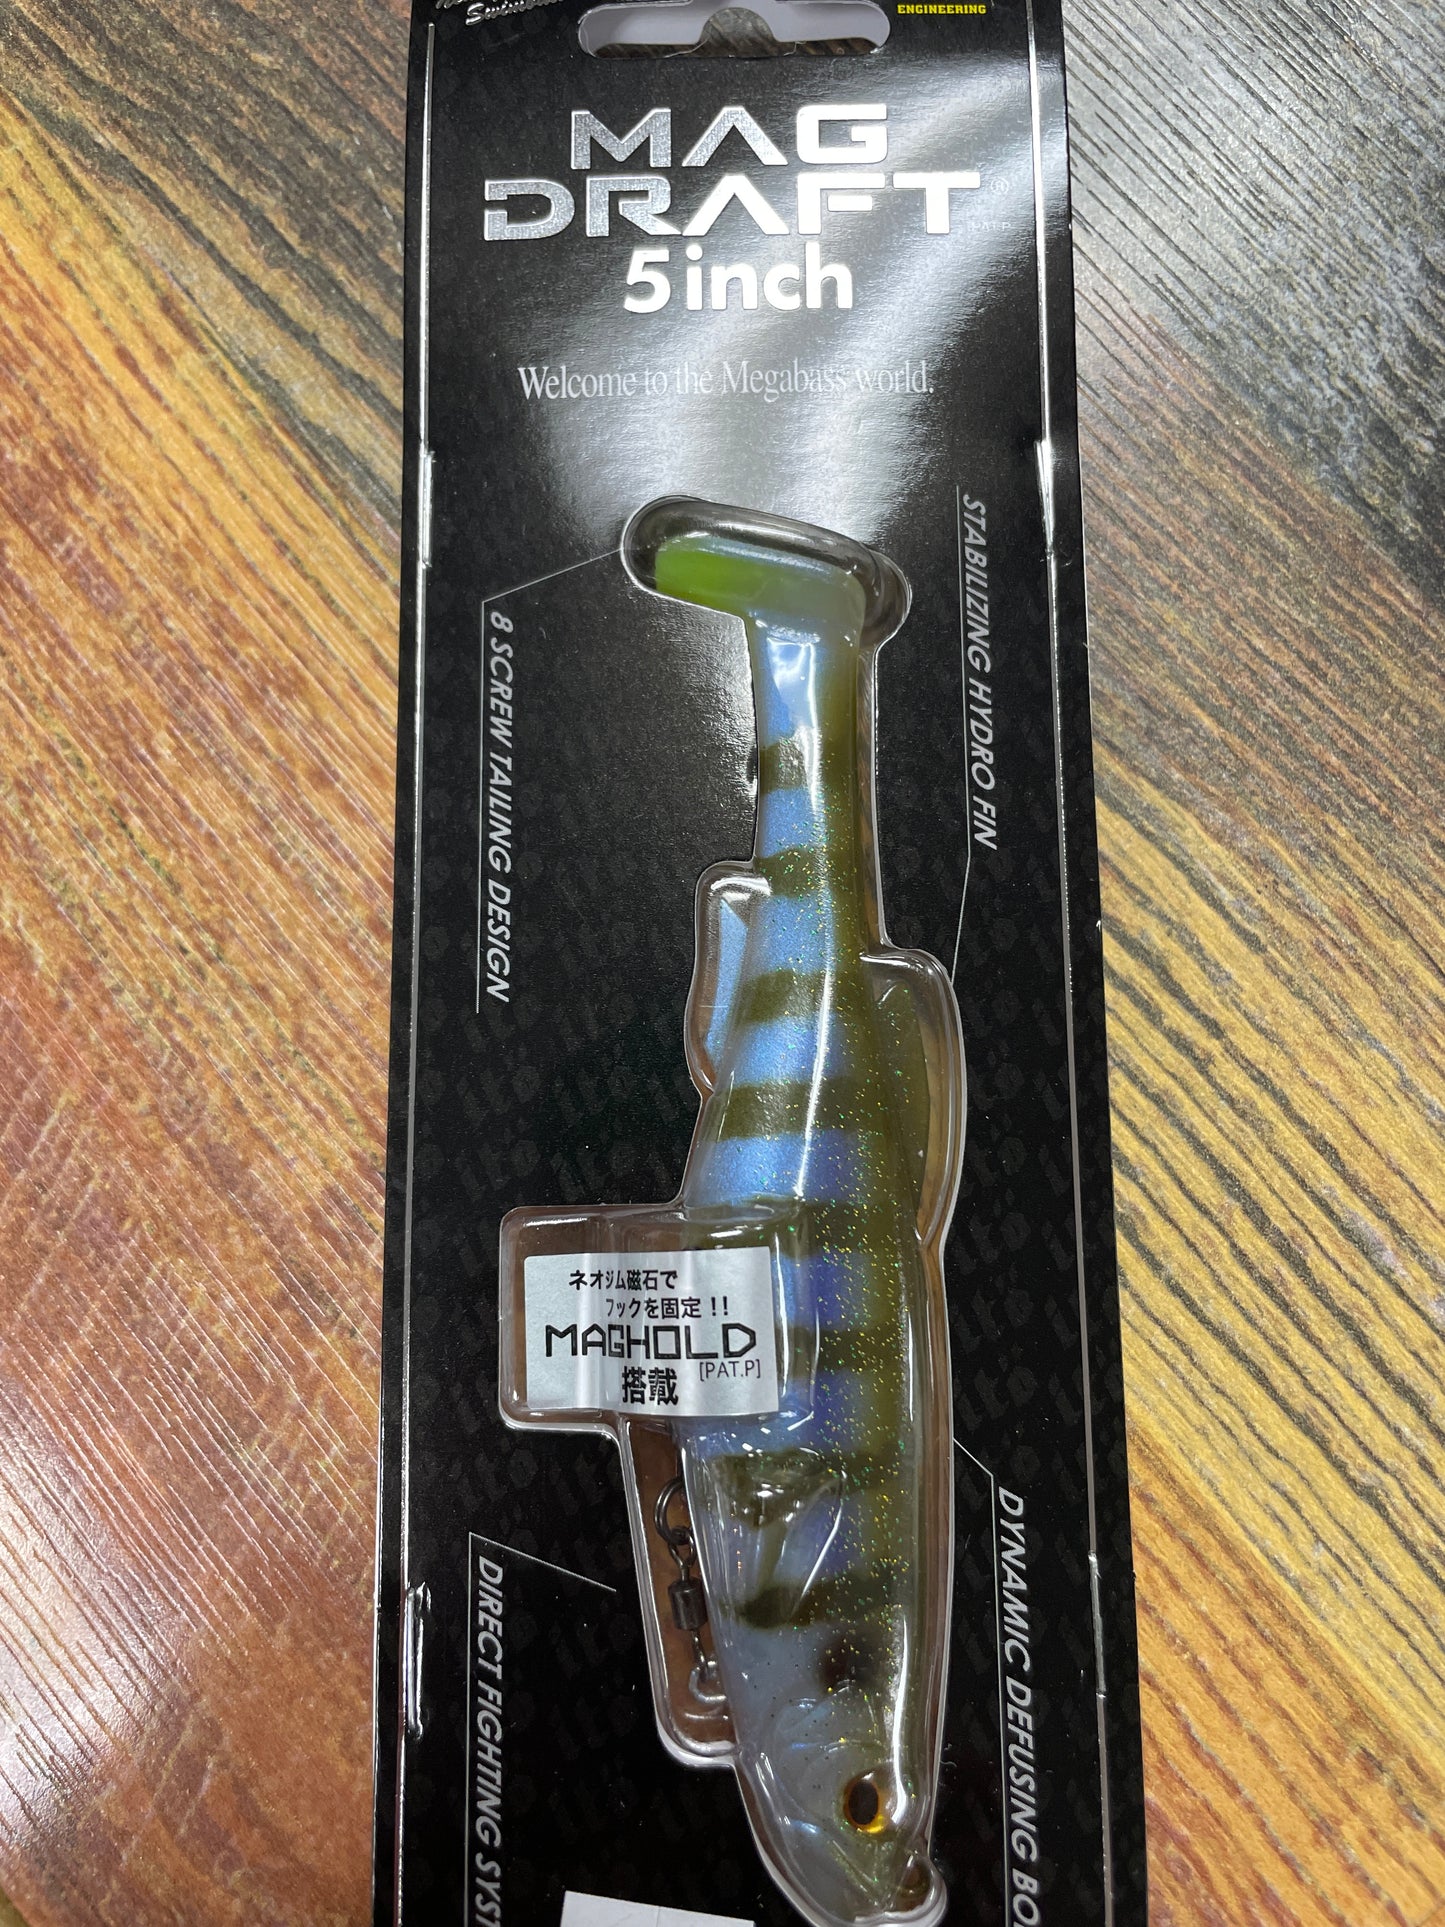 ENGINEERING
MAG
DRAFT®
PAT.P
5inch
Welcome to the Megabass world.
STABILIZING HYDRO FIN
8 SCREW TAILING DESIGN
ネオジム磁石で
フックを固定!!
MAGHOLD
[PAT.P]
搭載
DYNAMIC DEFUSING BO
DIRECT FIGHTING SYST